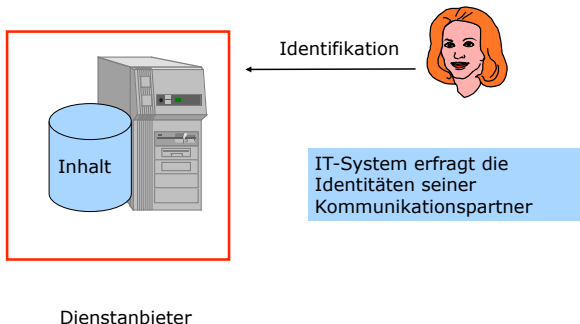 Identifikation
Inhalt
IT-System erfragt die
Identitäten seiner
Kommunikationspartner
Dienstanbieter